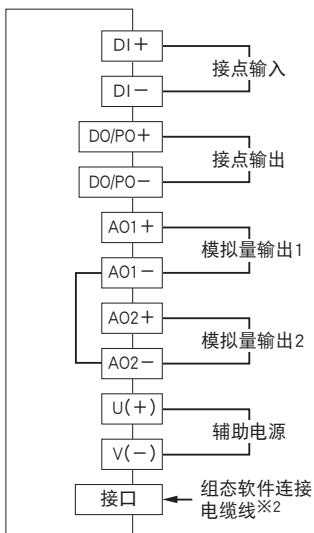 DI+
接点输入
DI−
DO/PO+
接点输出
DO/PO−
AO1+
模拟量输出1
AO1−
AO2+
模拟量输出2
AO2−
U(+)
辅助电源
V(−)
接口
组态软件连接
电缆线※2